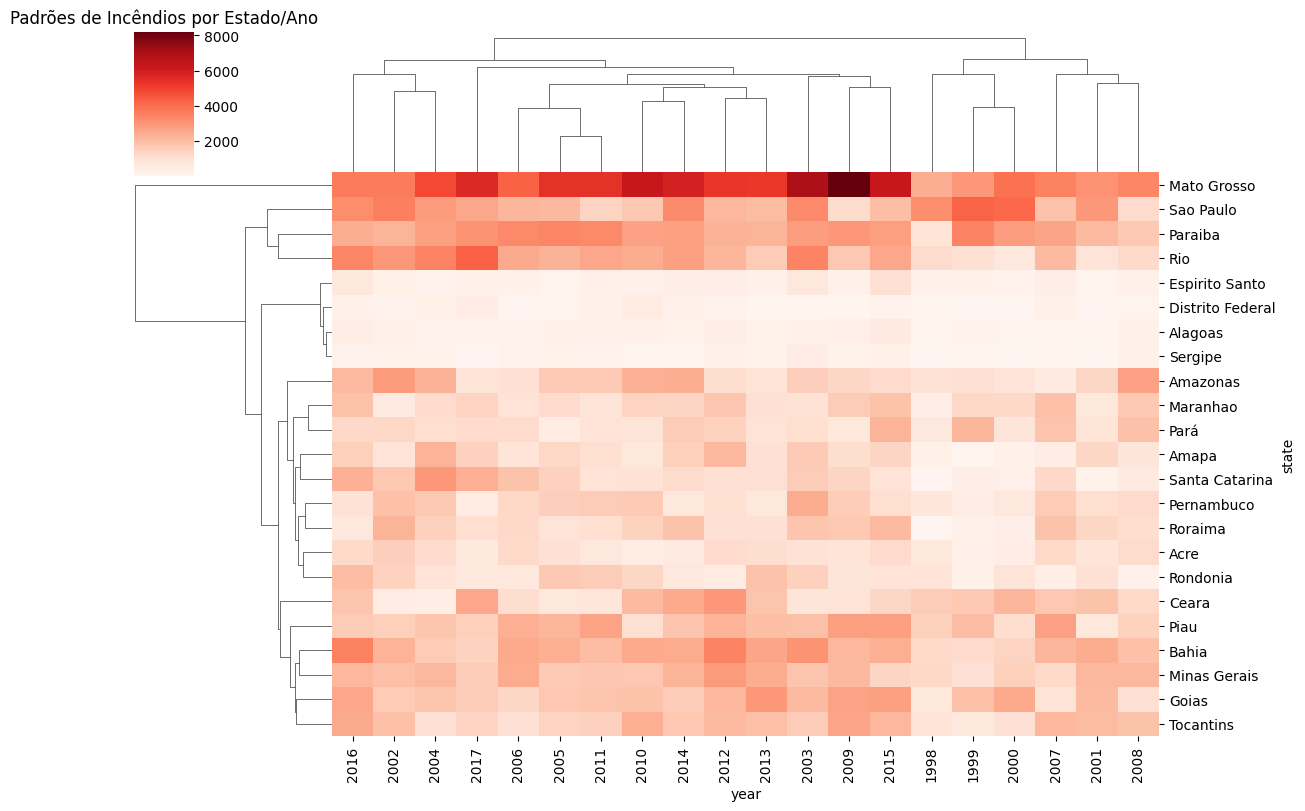 Padrões de Incêndios por Estado/Ano
8000
6000
4000
2000
Mato Grosso
Sao Paulo
Paraiba
Rio
Espirito Santo
Distrito Federal
Alagoas
Sergipe
Amazonas
Maranhao
Pará
Amapa
Santa Catarina
Pernambuco
Roraima
Acre
Rondonia
Ceara
Piau
Bahia
Minas Gerais
Goias
Tocantins
state
2016 2002 2004 2017 2006 2005 2011 2010 2014 2012 2013 2003 2009 2015 1998 1999 2000 2007 2001 2008
year